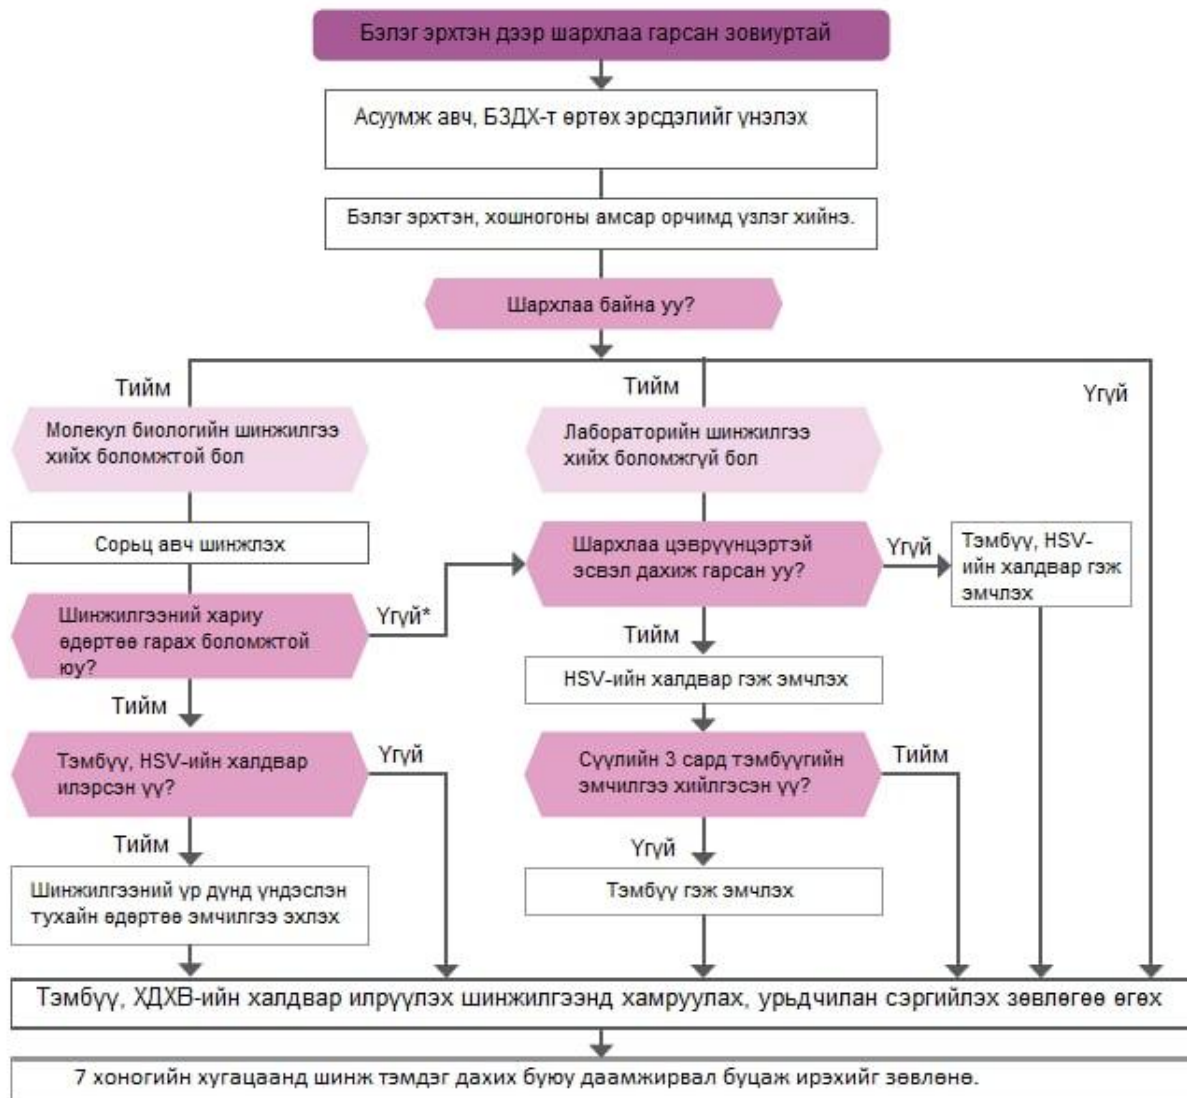 Бэлэг эрхтэн дээр шархлаа гарсан зовиуртай
Асуумж авч, БЗДХ-т өртөх эрсдэлийг үнэлэх
Бэлэг эрхтэн, хошногоны амсар орчимд үзлэг хийнэ.
Шархлаа байна уу?
Тийм
Тийм
Үгүй
Молекул биологийн шинжилгээ
хийх боломжтой бол
Лабораторийн шинжилгээ
хийх боломжгүй бол
Сорьц авч шинжлэх
Шархлаа цэврүүнцэртэй
эсвэл дахиж гарсан уу?
Үгүй
Тэмбүү, HSV-
ийн халдвар гэж
эмчлэх
Шинжилгээний хариу
өдөртөө гарах боломжтой
юу?
Үгүй*
Тийм
HSV-ийн халдвар гэж эмчлэх
Тийм
Тэмбүү, HSV-ийн халдвар
илэрсэн үү?
Үгүй
Сүүлийн 3 сард тэмбүүгийн
эмчилгээ хийлгэсэн үү?
Тийм
Тийм
Үгүй
Шинжилгээний үр дүнд үндэслэн
тухайн өдөртөө эмчилгээ эхлэх
Тэмбүү гэж эмчлэх
Тэмбүү, ХДХВ-ийн халдвар илрүүлэх шинжилгээнд хамруулах, урьдчилан сэргийлэх зөвлөгөө өгөх
7 хоногийн хугацаанд шинж тэмдэг дахих буюу даамжирвал буцаж ирэхийг зөвлөнө.